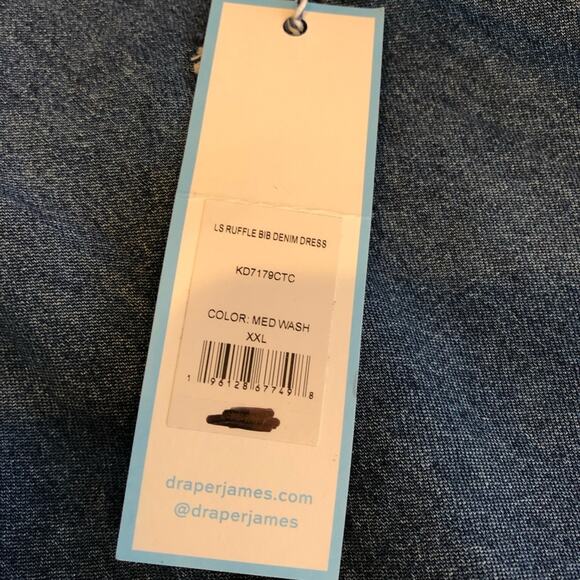 LS RUFFLE BIB DENIM DRESS
KD7179CTC
COLOR: MED WASH
XXL
1 96128 67749 8
draperjames.com
@draperjames